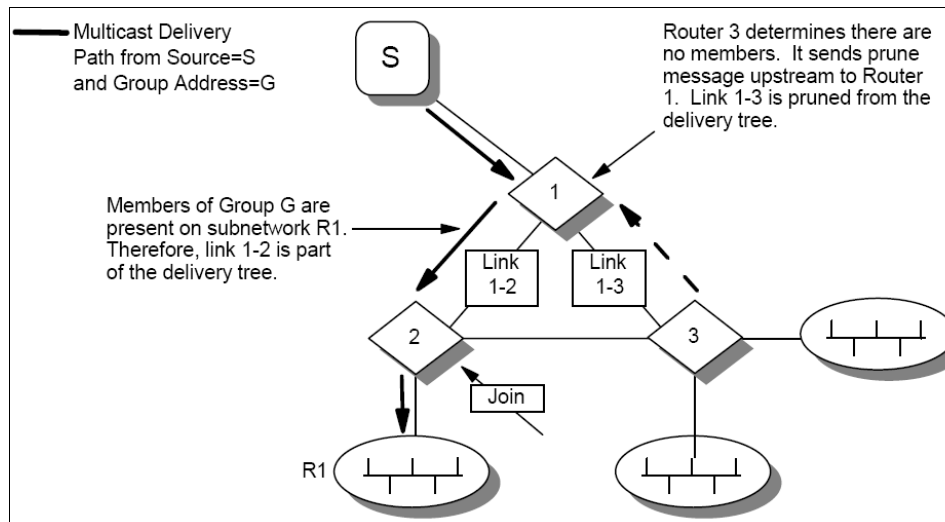 Multicast Delivery
Path from Source=S
and Group Address=G
S
Router 3 determines there are
no members. It sends prune
message upstream to Router
1. Link 1-3 is pruned from the
delivery tree.
1
Members of Group G are
present on subnetwork R1.
Therefore, link 1-2 is part
of the delivery tree.
Link
1-2
Link
1-3
2
3
Join
R1